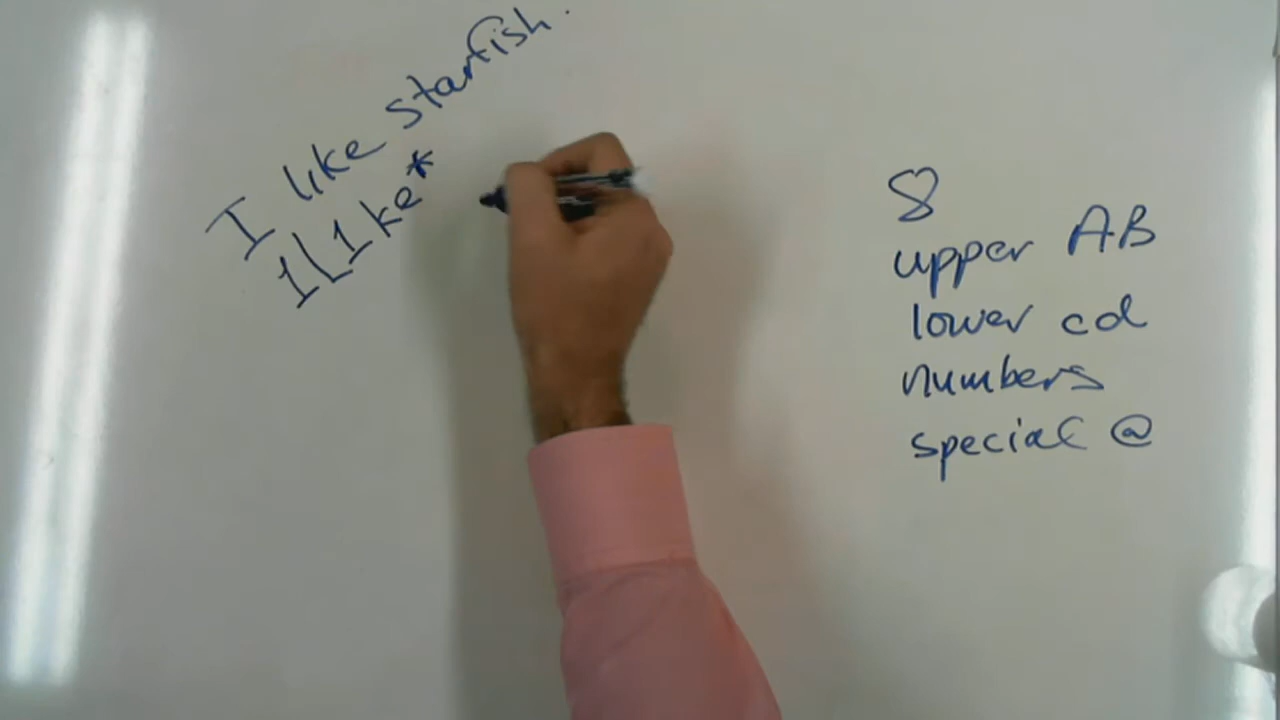 I like starfish.
1L1ke*
8
upper AB
lower cd
numbers
special @